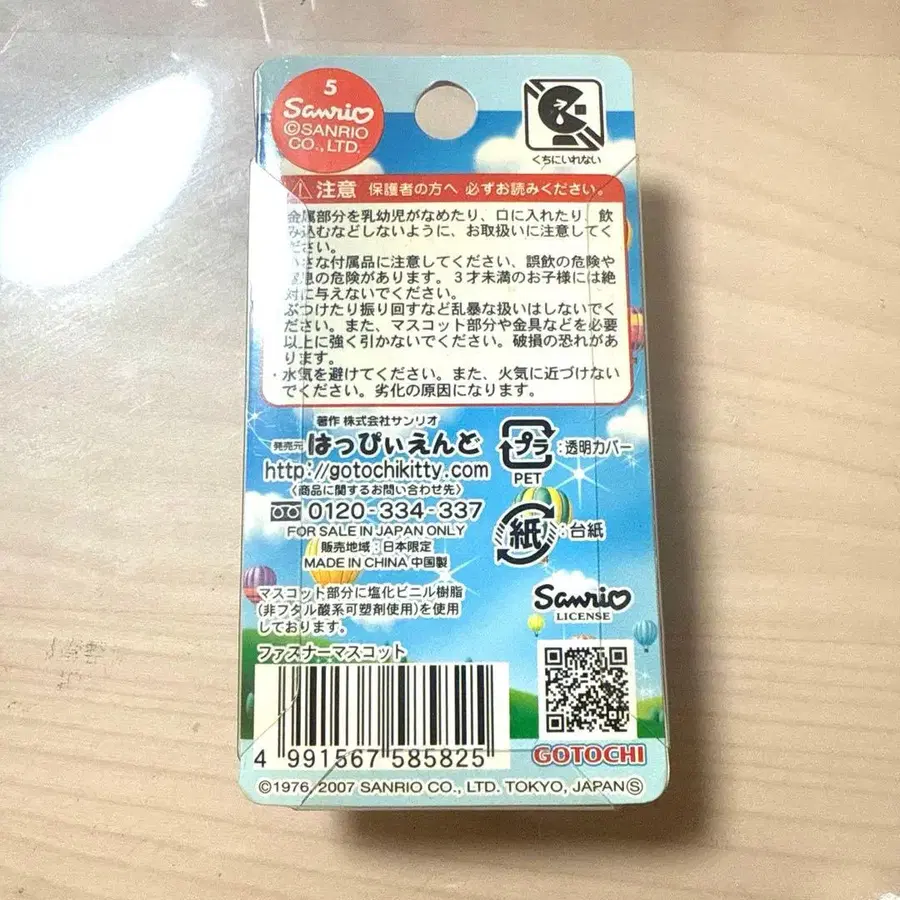 5
Sanrio
©SANRIO
CO., LTD.
くちにいれない
注意 保護者の方へ 必ずお読みください。
金属部分を乳幼児がなめたり、口に入れたり、飲
み込むなどしないように、お取扱いに注意してく
ださい。
小さな付属品に注意してください、誤飲の危険や
窒息の危険があります。3才未満のお子様には絶
対に与えないでください。
ぶつけたり振り回すなど乱暴な扱いはしないでく
ださい。また、マスコット部分や金具などを必要
以上に強く引かないでください。破損の恐れがあ
ります。
・水気を避けてください。また、火気に近づけない
でください。劣化の原因になります。
著作 株式会社サンリオ
発売元 はっぴぃえんど
http://gotochikitty.com
〈商品に関するお問い合わせ先〉
0120-334-337
FOR SALE IN JAPAN ONLY
販売地域：日本限定
MADE IN CHINA 中国製
プラ：透明カバー
PET
紙：台紙
マスコット部分に塩化ビニル樹脂
(非フタル酸系可塑剤使用)を使用
しております。
ファスナーマスコット
Sanrio
LICENSE
4 991567 585825
GOTOCHI
©1976, 2007 SANRIO CO., LTD. TOKYO, JAPAN Ⓢ